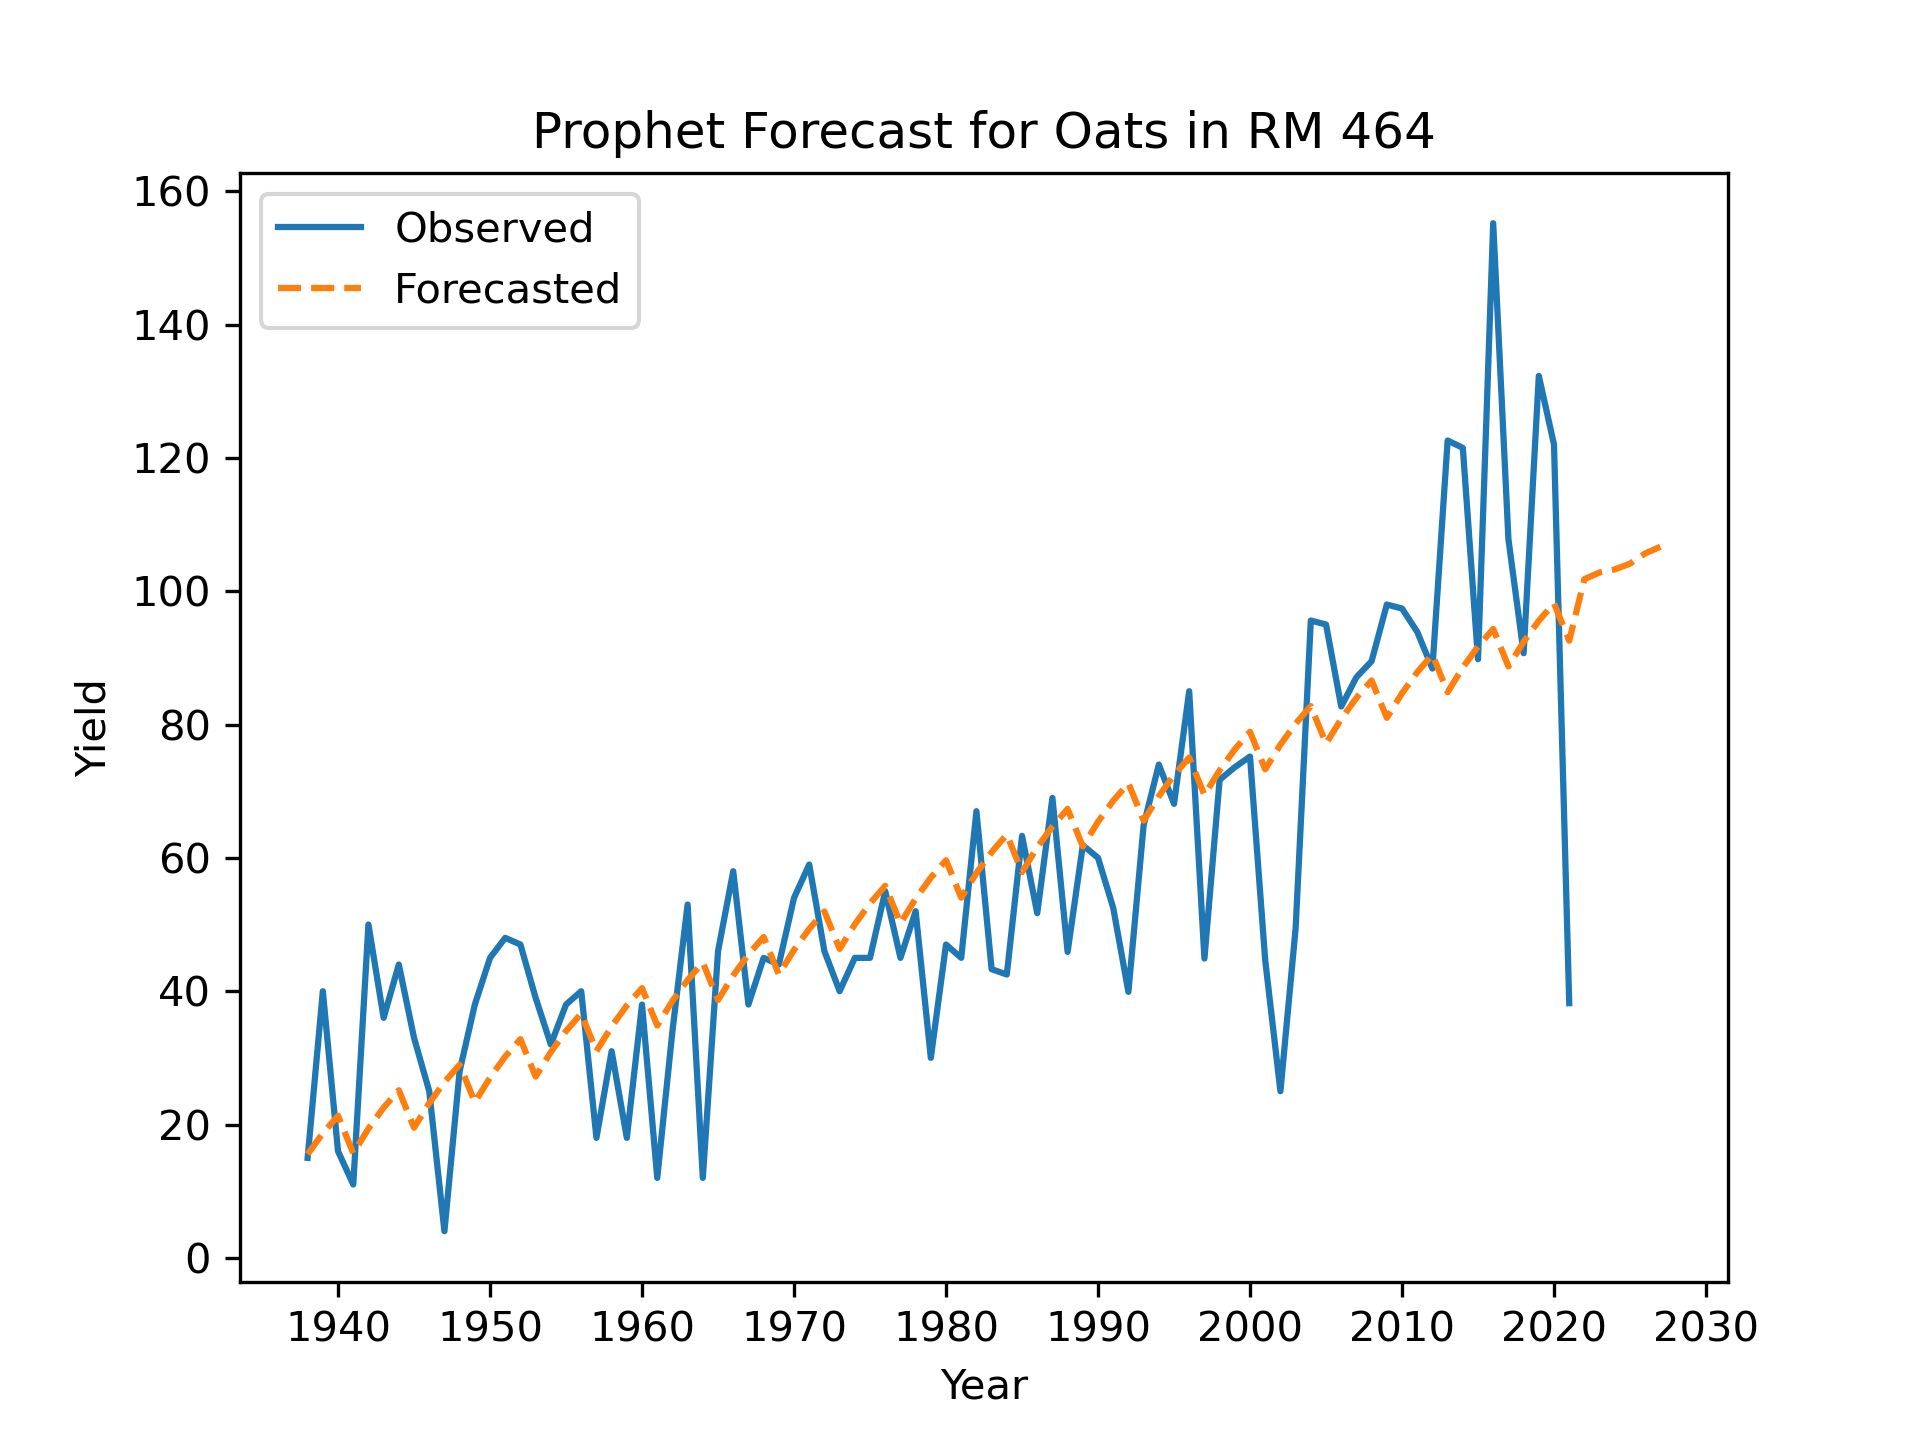 Prophet Forecast for Oats in RM 464
Observed
Forecasted
160
140
120
100
80
60
40
20
0
Yield
1940 1950 1960 1970 1980 1990 2000 2010 2020 2030
Year